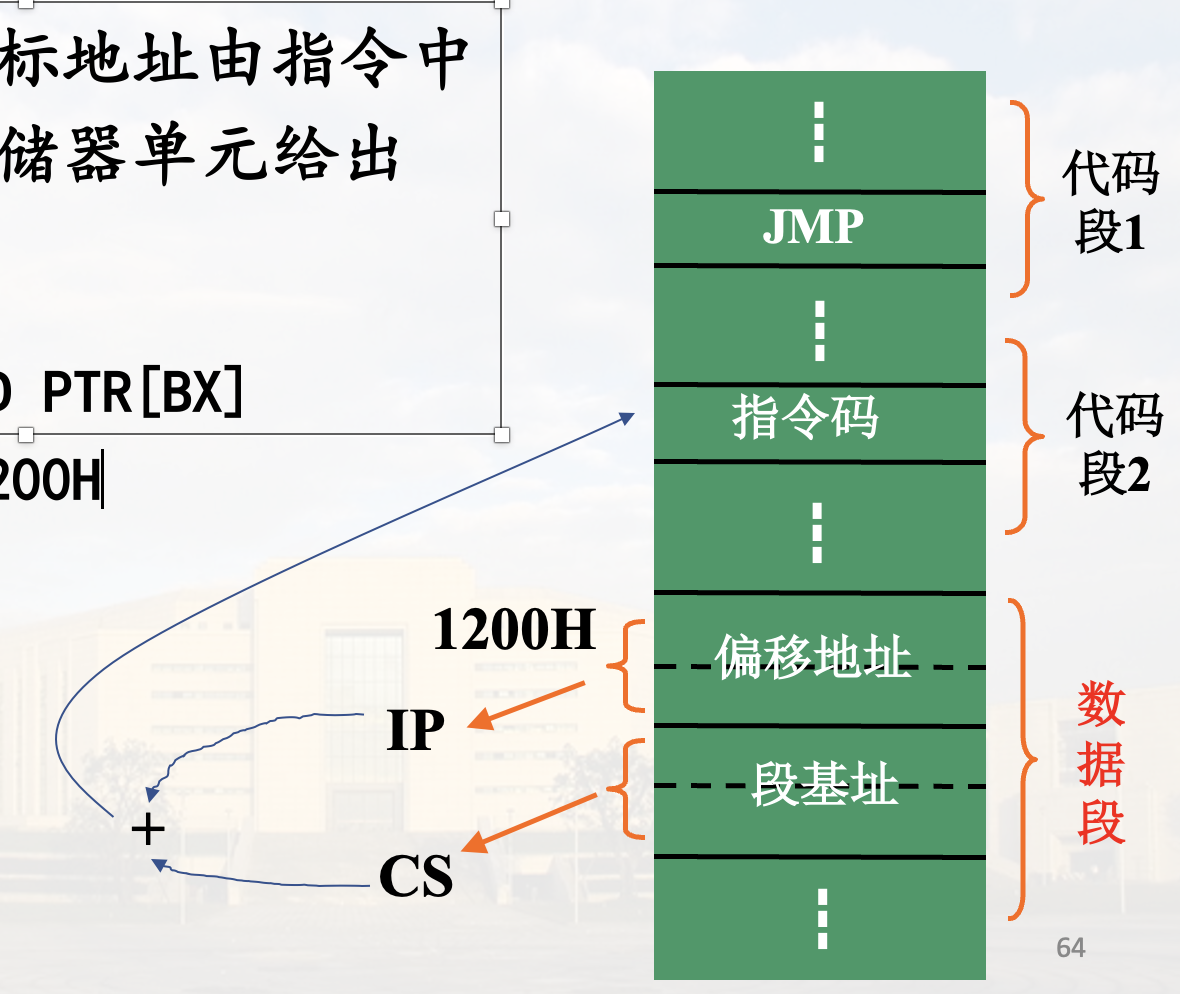 标地址由指令中
储器单元给出
PTR[BX]
200H
JMP
代码
段1
指令码
代码
段2
1200H
偏移地址
IP
段基址
数
据
段
+
CS
64